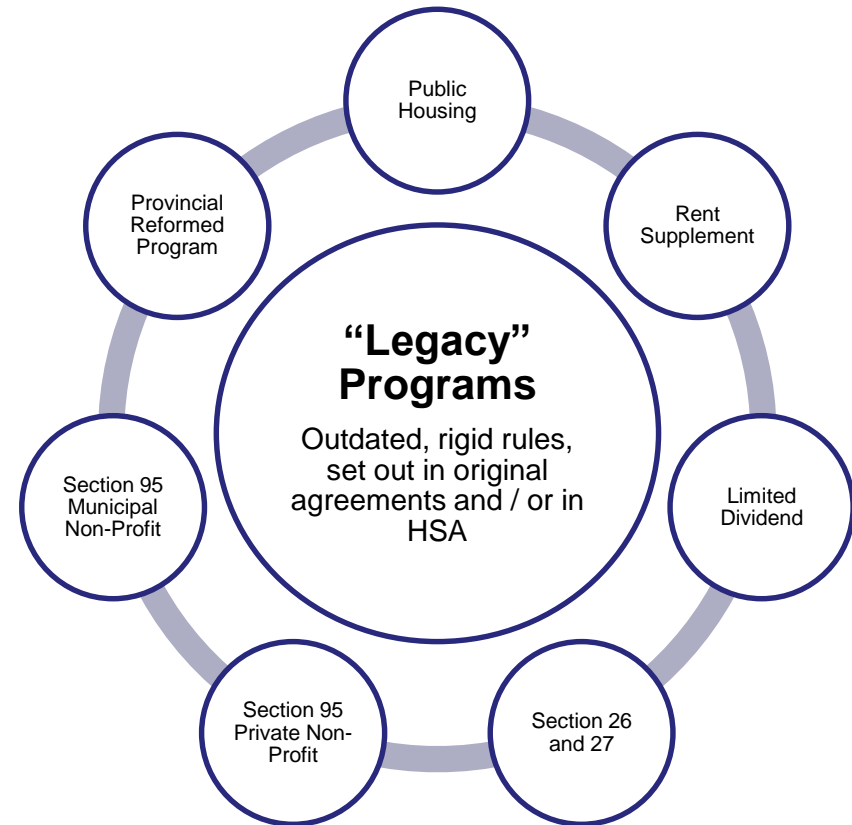 Public
Housing
Rent
Supplement
Limited
Dividend
Section 26
and 27
Section 95
Private Non-
Profit
Section 95
Municipal
Non-Profit
Provincial
Reformed
Program
“Legacy”
Programs
Outdated, rigid rules,
set out in original
agreements and / or in
HSA